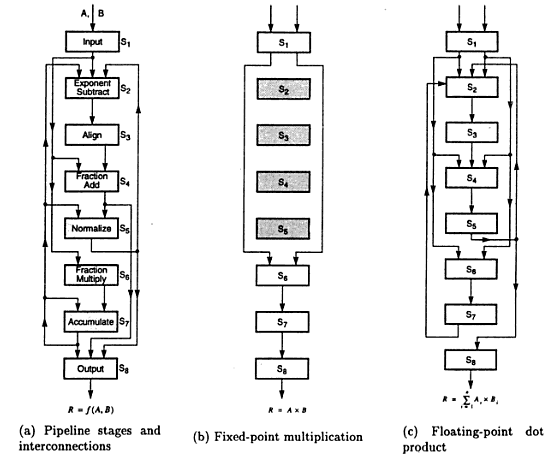 A, B
Input S1
Exponent
Subtract S2
Align S3
Fraction
Add S4
Normalize S5
Fraction
Multiply S6
Accumulate S7
Output S8
R = f(A, B)
(a) Pipeline stages and
interconnections
S1
S2
S3
S4
S5
S6
S7
S8
R = A × B
(b) Fixed-point multiplication
S1
S2
S3
S4
S5
S6
S7
S8
R = Σ Ai × Bi
(c) Floating-point dot
product